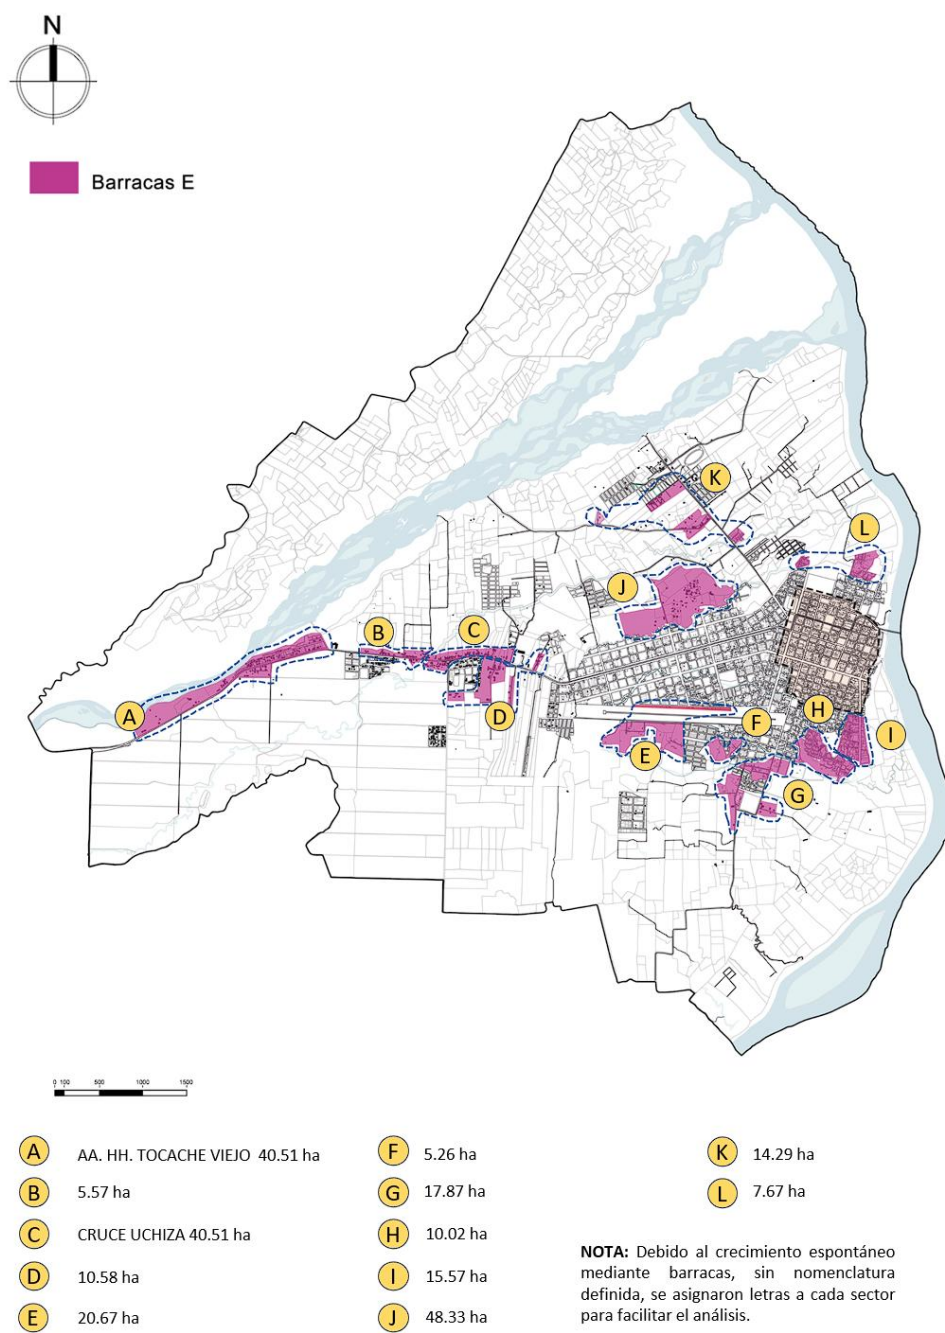 N
Barracas E
K
L
J
B
C
A
D
H
F
I
E
G
0 100 500 1000 1500
A AA. HH. TOCACHE VIEJO 40.51 ha
B 5.57 ha
C CRUCE UCHIZA 40.51 ha
D 10.58 ha
E 20.67 ha
F 5.26 ha
G 17.87 ha
H 10.02 ha
I 15.57 ha
J 48.33 ha
K 14.29 ha
L 7.67 ha
NOTA: Debido al crecimiento espontáneo
mediante barracas, sin nomenclatura
definida, se asignaron letras a cada sector
para facilitar el análisis.